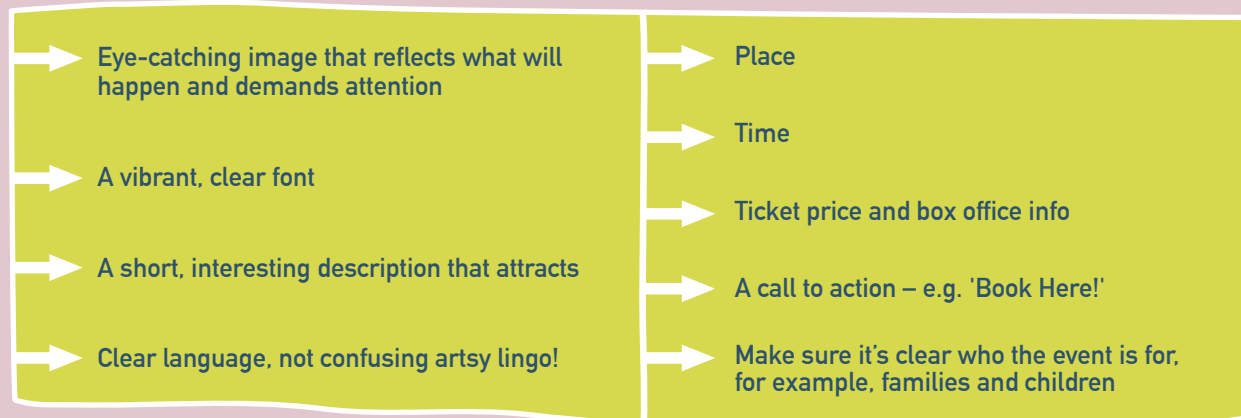 Eye-catching image that reflects what will
happen and demands attention
A vibrant, clear font
A short, interesting description that attracts
Clear language, not confusing artsy lingo!
Place
Time
Ticket price and box office info
A call to action – e.g. 'Book Here!'
Make sure it's clear who the event is for,
for example, families and children